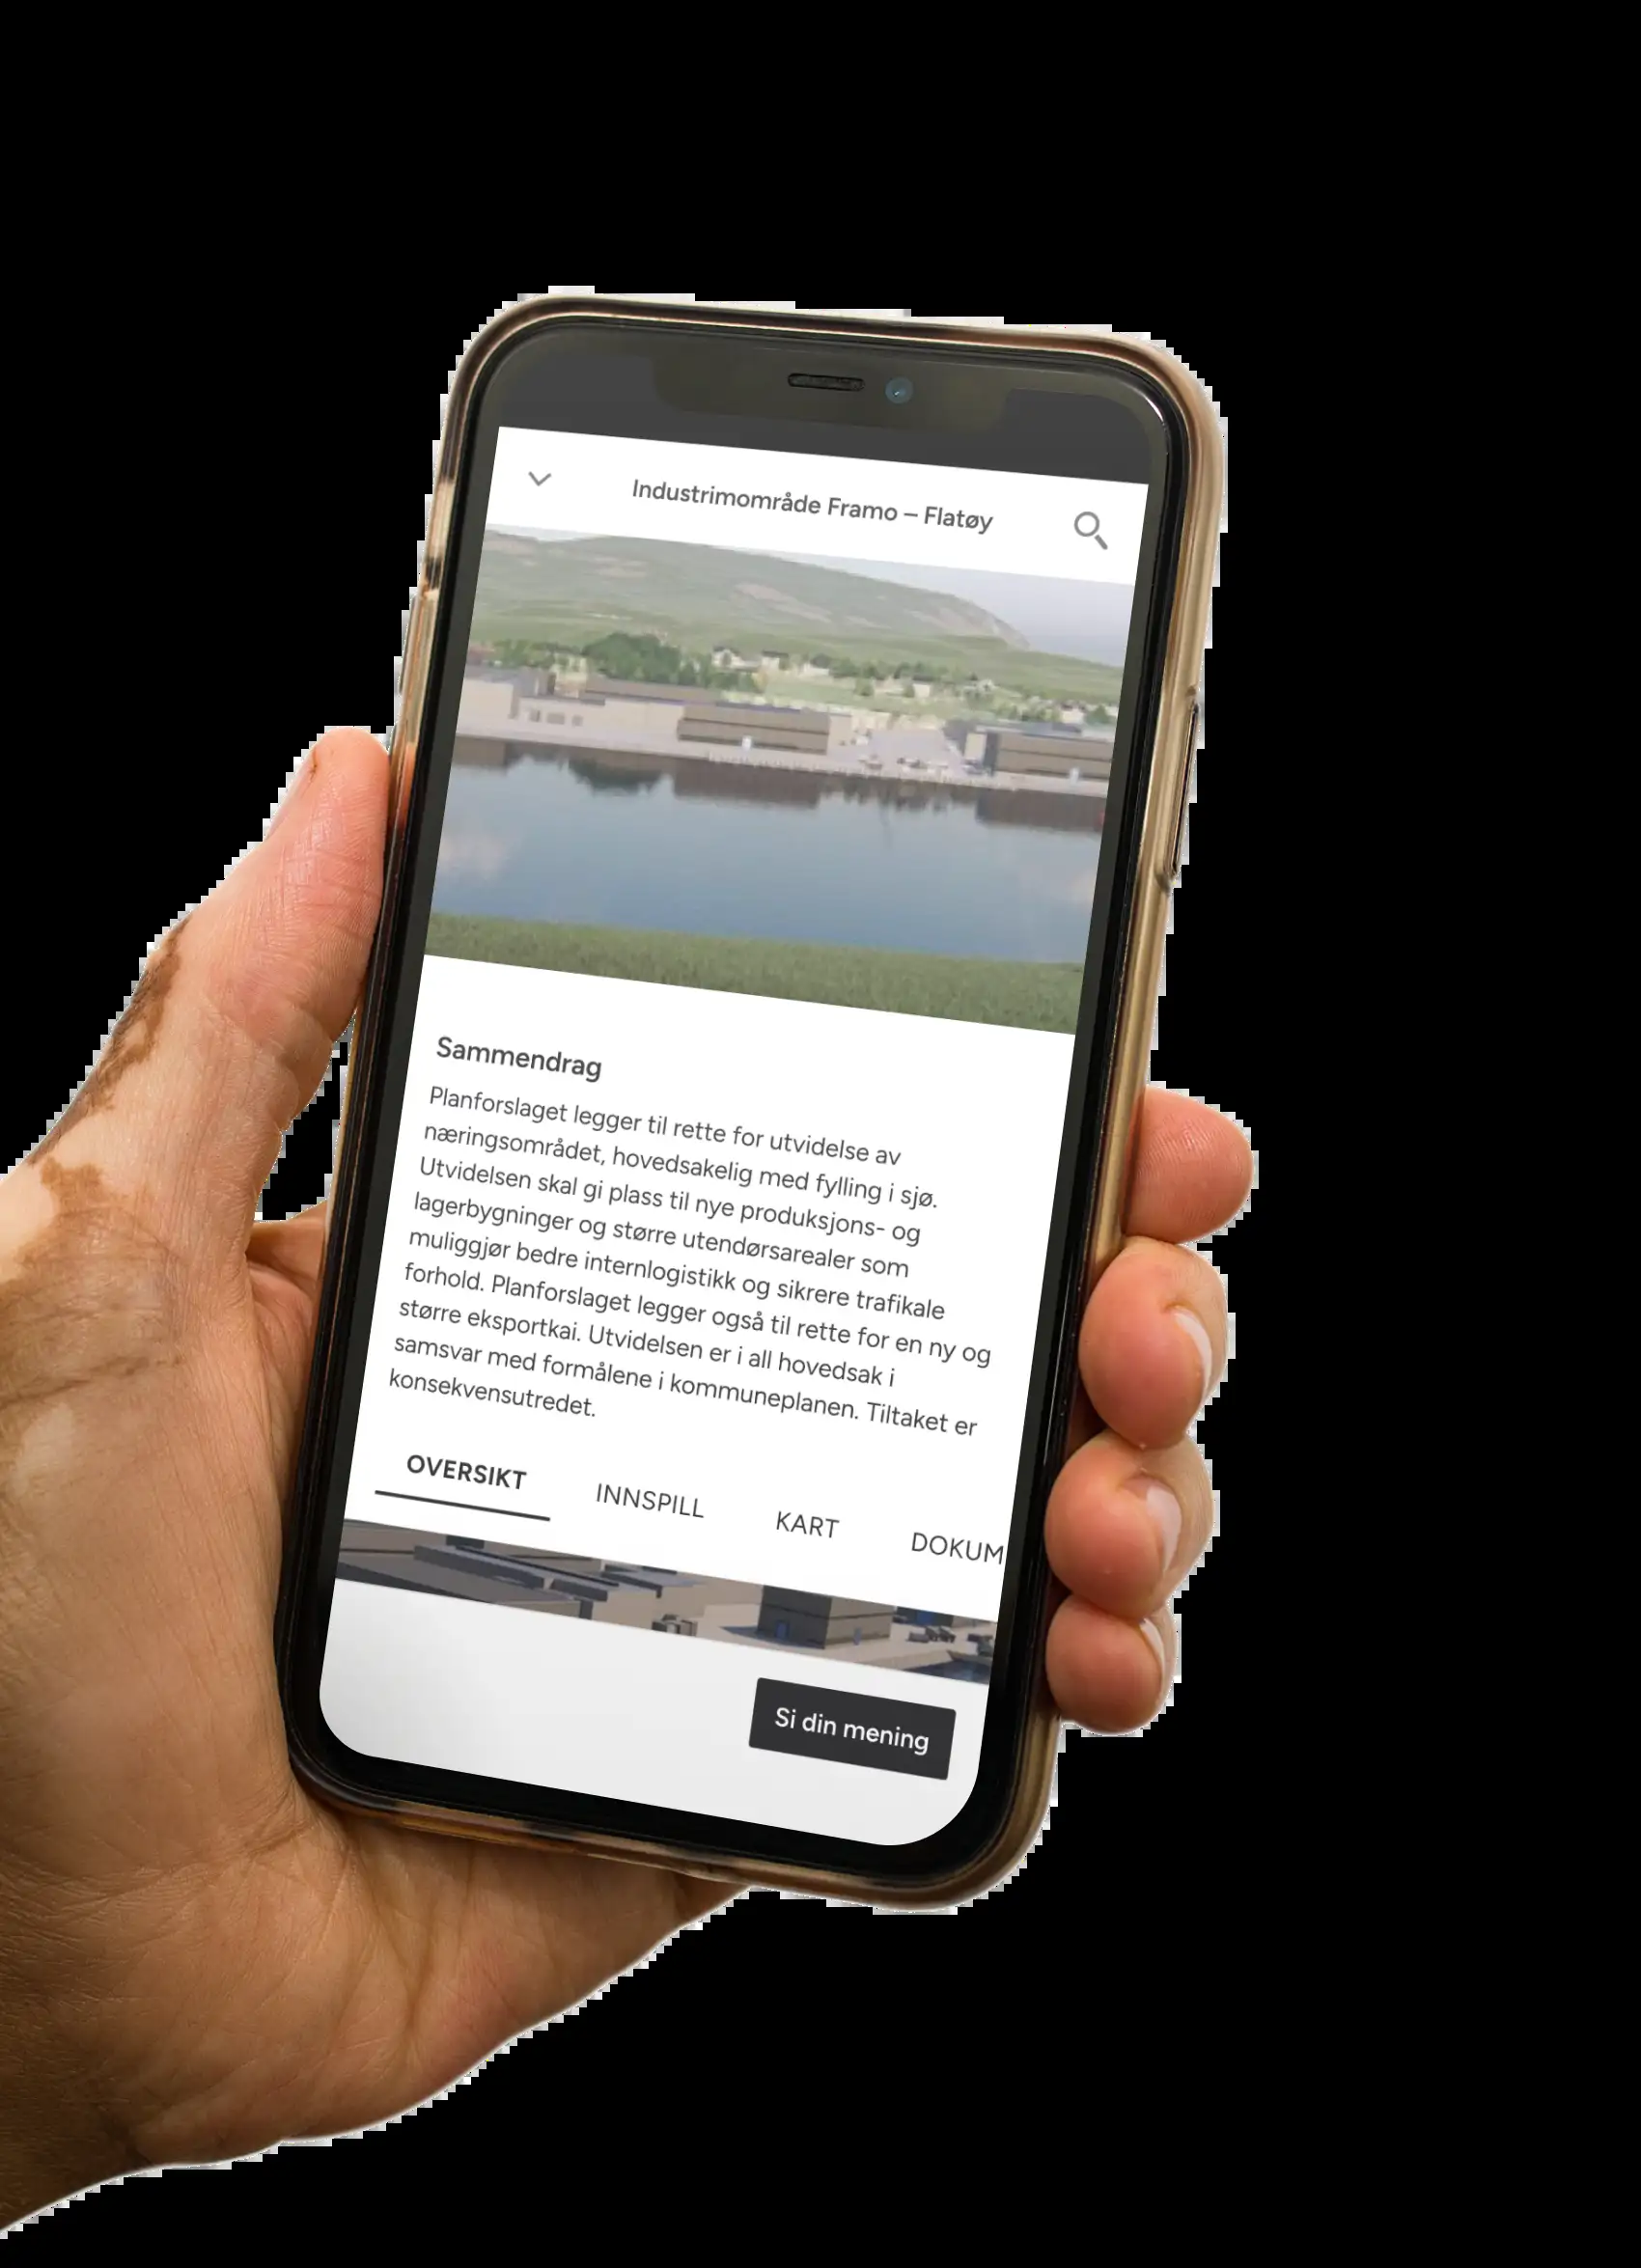 Industrimområde Framo – Flatøy
Sammendrag
Planforslaget legger til rette for utvidelse av
næringsområdet, hovedsakelig med fylling i sjø.
Utvidelsen skal gi plass til nye produksjons- og
lagerbygninger og større utendørsarealer som
muliggjør bedre internlogistikk og sikrere trafikale
forhold. Planforslaget legger også til rette for en ny og
større eksportkai. Utvidelsen er i all hovedsak i
samsvar med formålene i kommuneplanen. Tiltaket er
konsekvensutredet.
OVERSIKT INNSPILL KART DOKUM
Si din mening